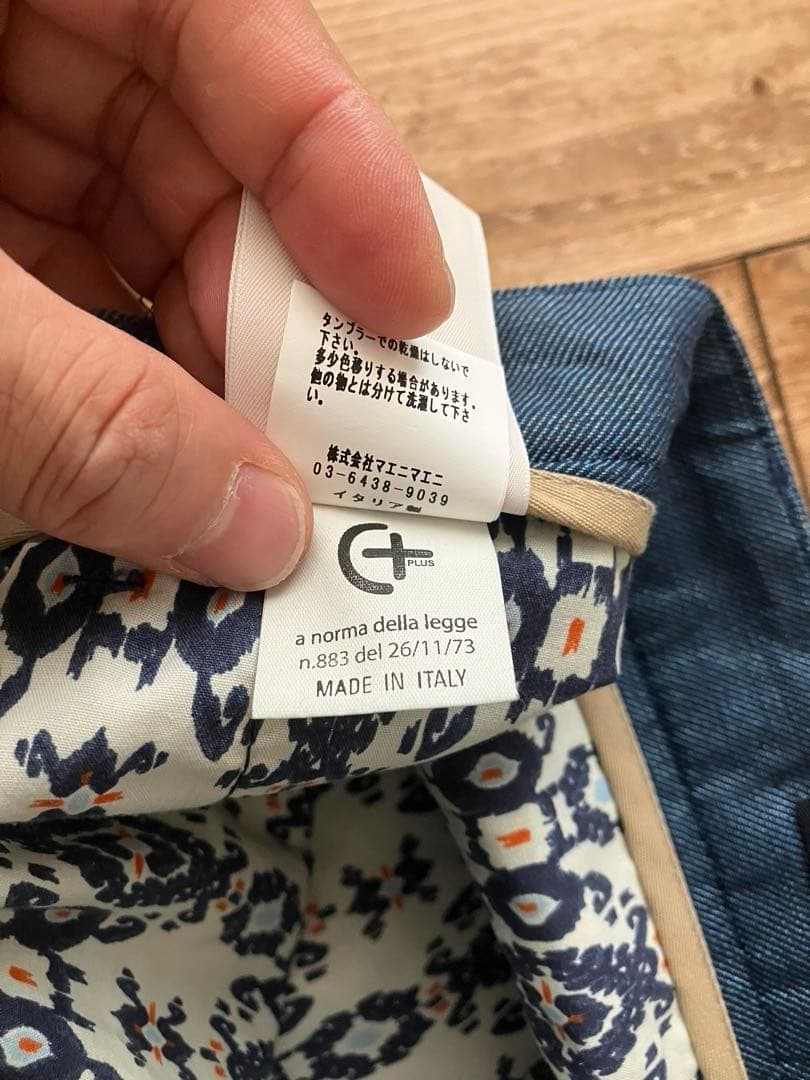 タンブラーでの乾燥はしないで
下さい。
多少色移りする場合があります。
他の物とは分けて洗濯して下さ
い。
株式会社マエニマエニ
03-6438-9039
イタリア製
C+
PLUS
a norma della legge
n.883 del 26/11/73
MADE IN ITALY